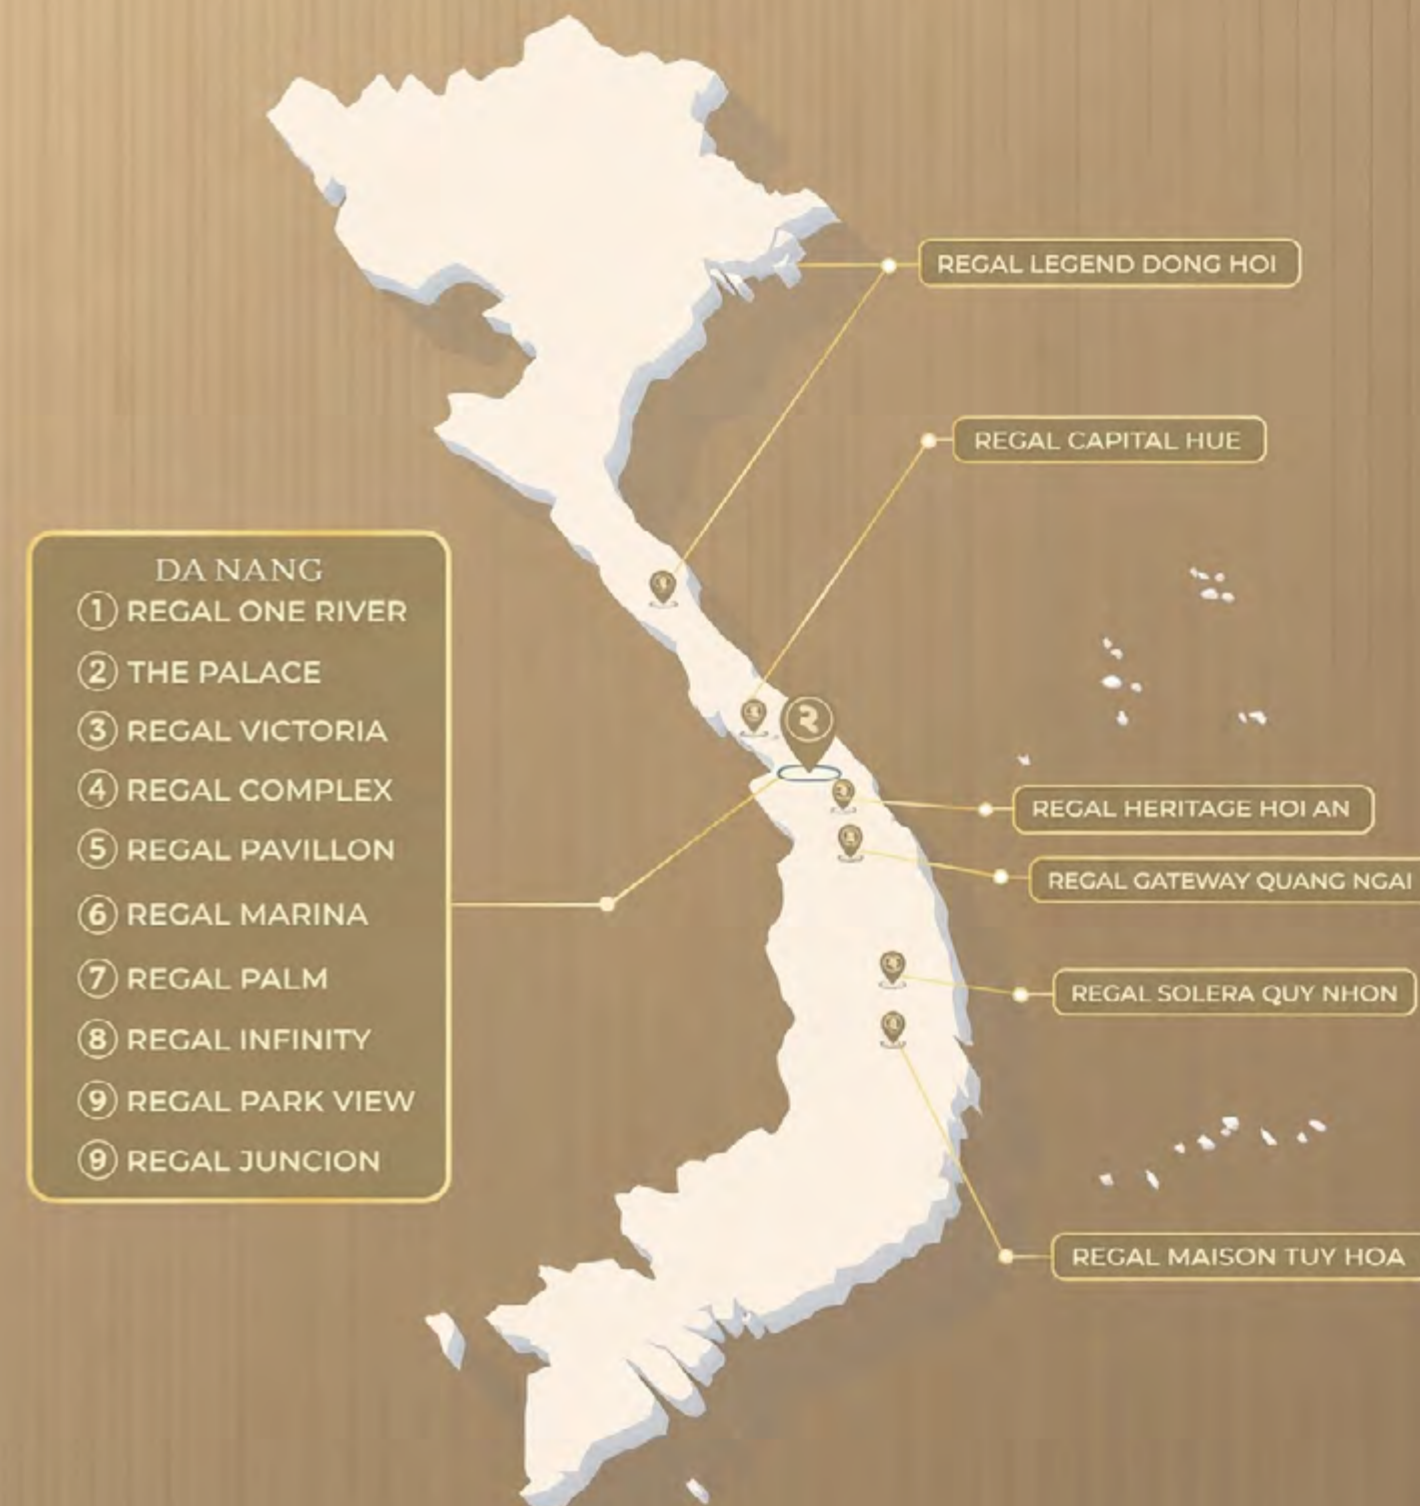 REGAL LEGEND DONG HOI
REGAL CAPITAL HUE
DA NANG
① REGAL ONE RIVER
② THE PALACE
③ REGAL VICTORIA
④ REGAL COMPLEX
⑤ REGAL PAVILLON
⑥ REGAL MARINA
⑦ REGAL PALM
⑧ REGAL INFINITY
⑨ REGAL PARK VIEW
⑨ REGAL JUNCION
REGAL HERITAGE HOI AN
REGAL GATEWAY QUANG NGAI
REGAL SOLERA QUY NHON
REGAL MAISON TUY HOA